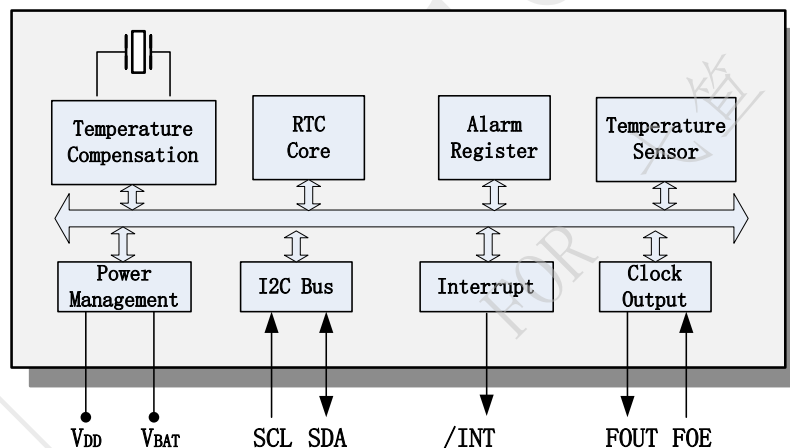 Temperature
Compensation
RTC
Core
Alarm
Register
Temperature
Sensor
Power
Management
I2C Bus
Interrupt
Clock
Output
VDD
VBAT
SCL
SDA
/INT
FOUT
FOE
FOR